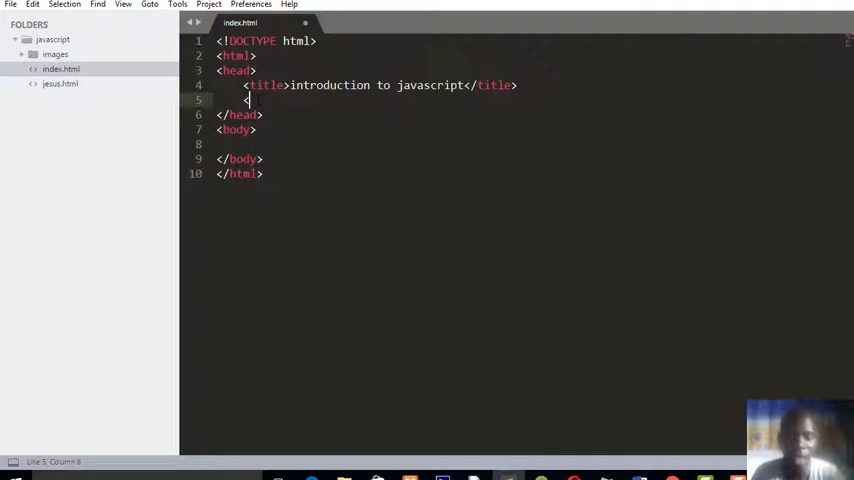 File Edit Selection Find View Goto Tools Project Preferences Help
FOLDERS
javascript
images
index.html
jesus.html
index.html
1 <!DOCTYPE html>
2 <html>
3 <head>
4 <title>introduction to javascript</title>
5 <
6 </head>
7 <body>
8
9 </body>
10 </html>
Line 5, Column 6